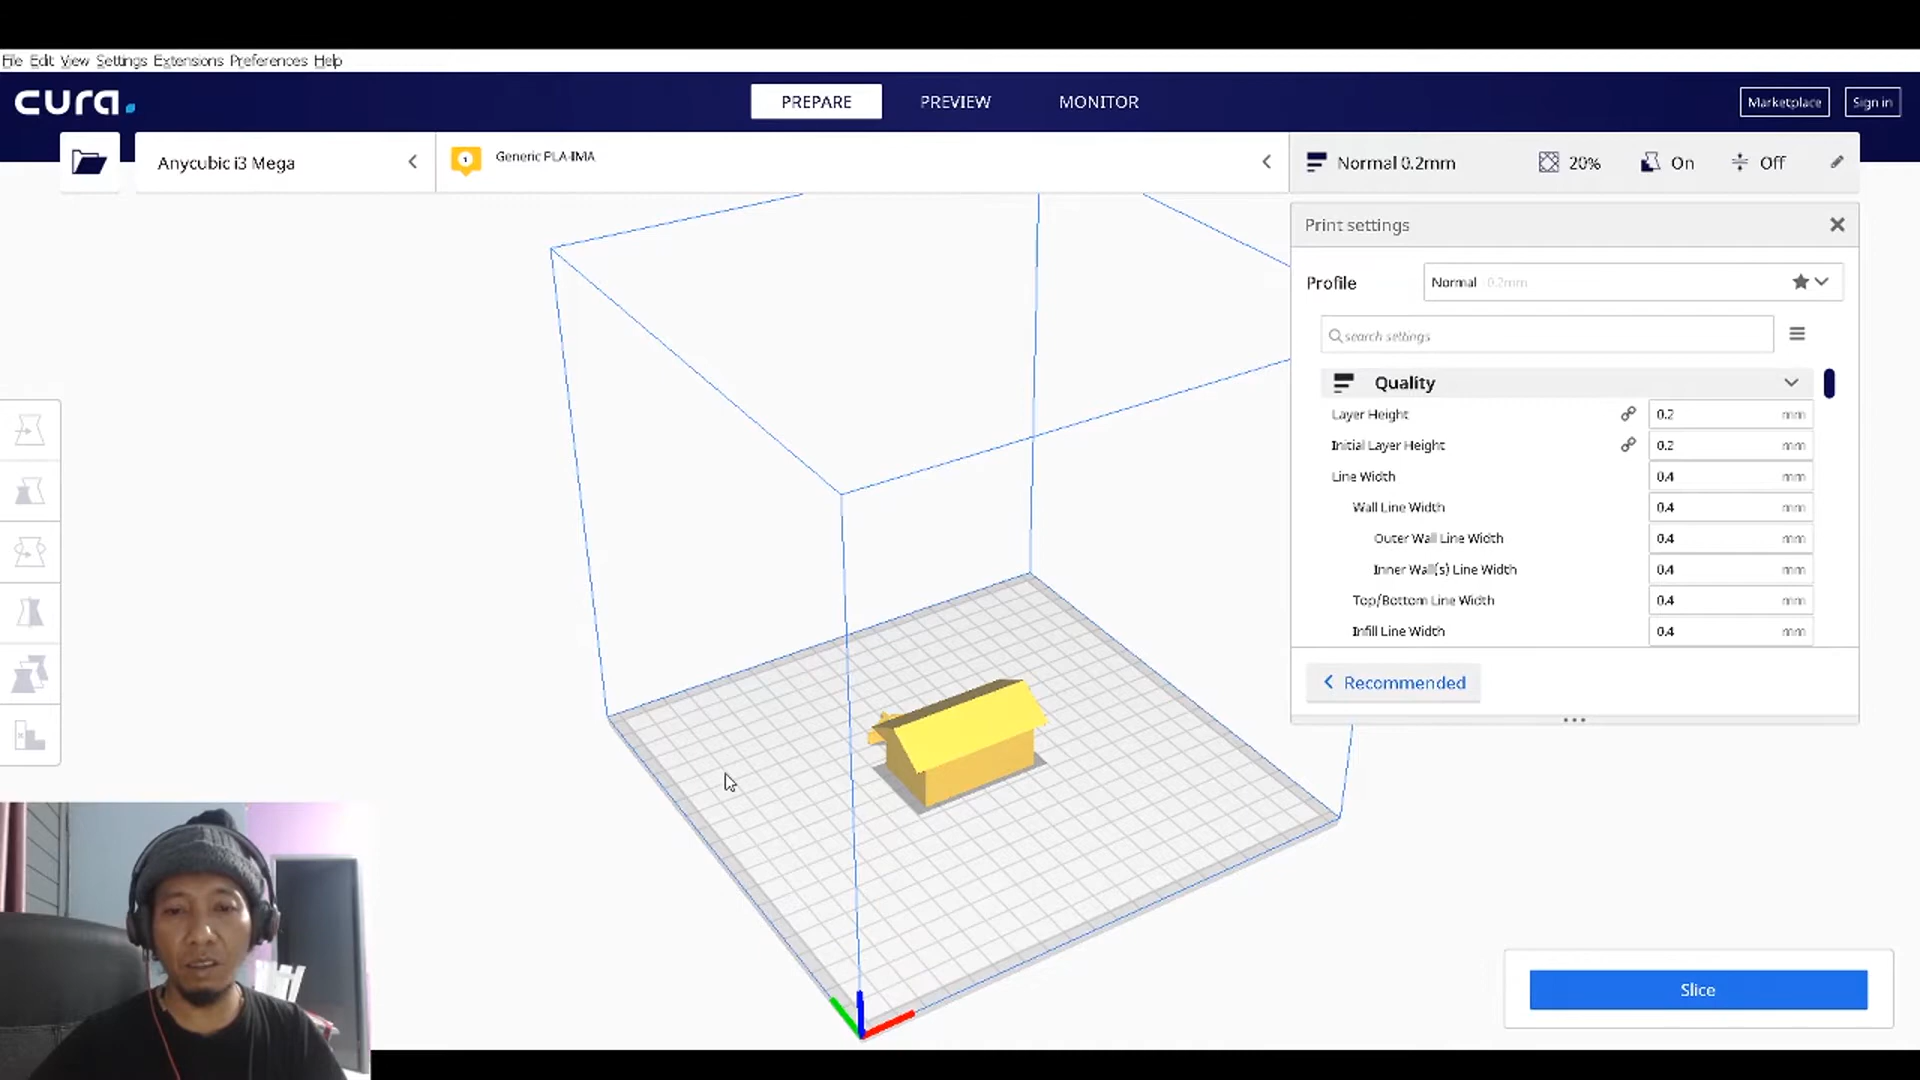 File Edit View Settings Extensions Preferences Help
cura.
PREPARE
PREVIEW
MONITOR
Marketplace
Sign in
Anycubic i3 Mega
1
Generic PLA-IMA
Normal 0.2mm
20%
On
Off
Print settings
Profile
Normal 0.2mm
search settings
Quality
Layer Height 0.2 mm
Initial Layer Height 0.2 mm
Line Width 0.4 mm
Wall Line Width 0.4 mm
Outer Wall Line Width 0.4 mm
Inner Wall(s) Line Width 0.4 mm
Top/Bottom Line Width 0.4 mm
Infill Line Width 0.4 mm
Recommended
Slice